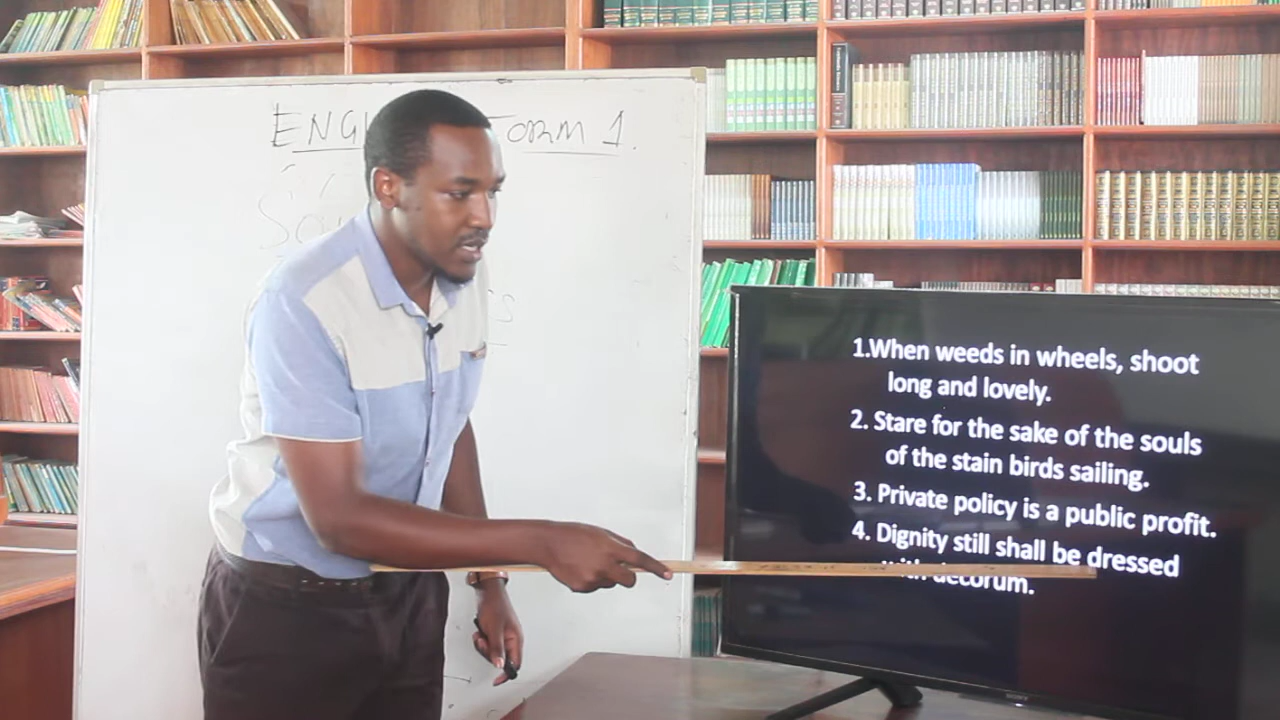 ENG Form 1.
1.When weeds in wheels, shoot
long and lovely.
2. Stare for the sake of the souls
of the stain birds sailing.
3. Private policy is a public profit.
4. Dignity still shall be dressed
with decorum.
SONY